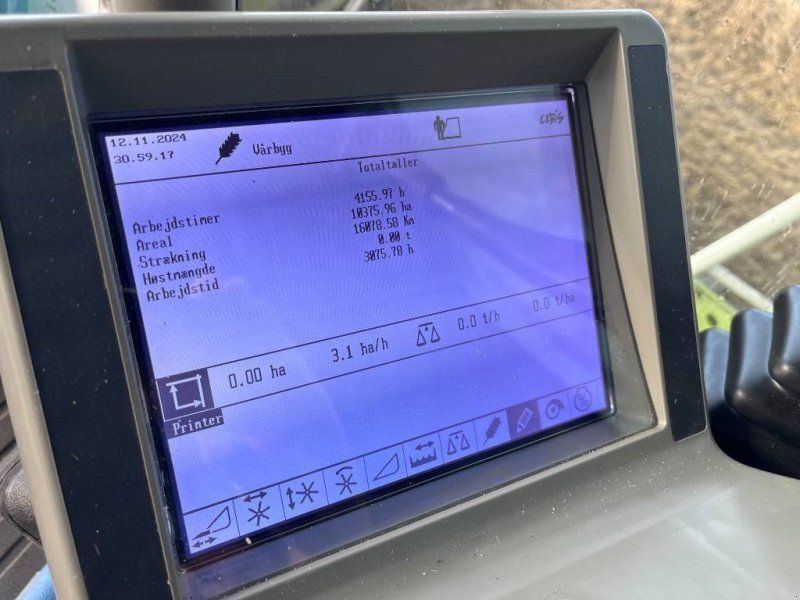 12.11.2024
30.59.17
Vårbyg
CEBIS
Totaltæller
Arbejdstimer 4155.97 h
Areal 10375.96 ha
Strækning 16078.58 Km
Høstmængde 0.00 t
Arbejdstid 3075.78 h
0.00 ha 3.1 ha/h 0.0 t/h 0.0 t/ha
Printer